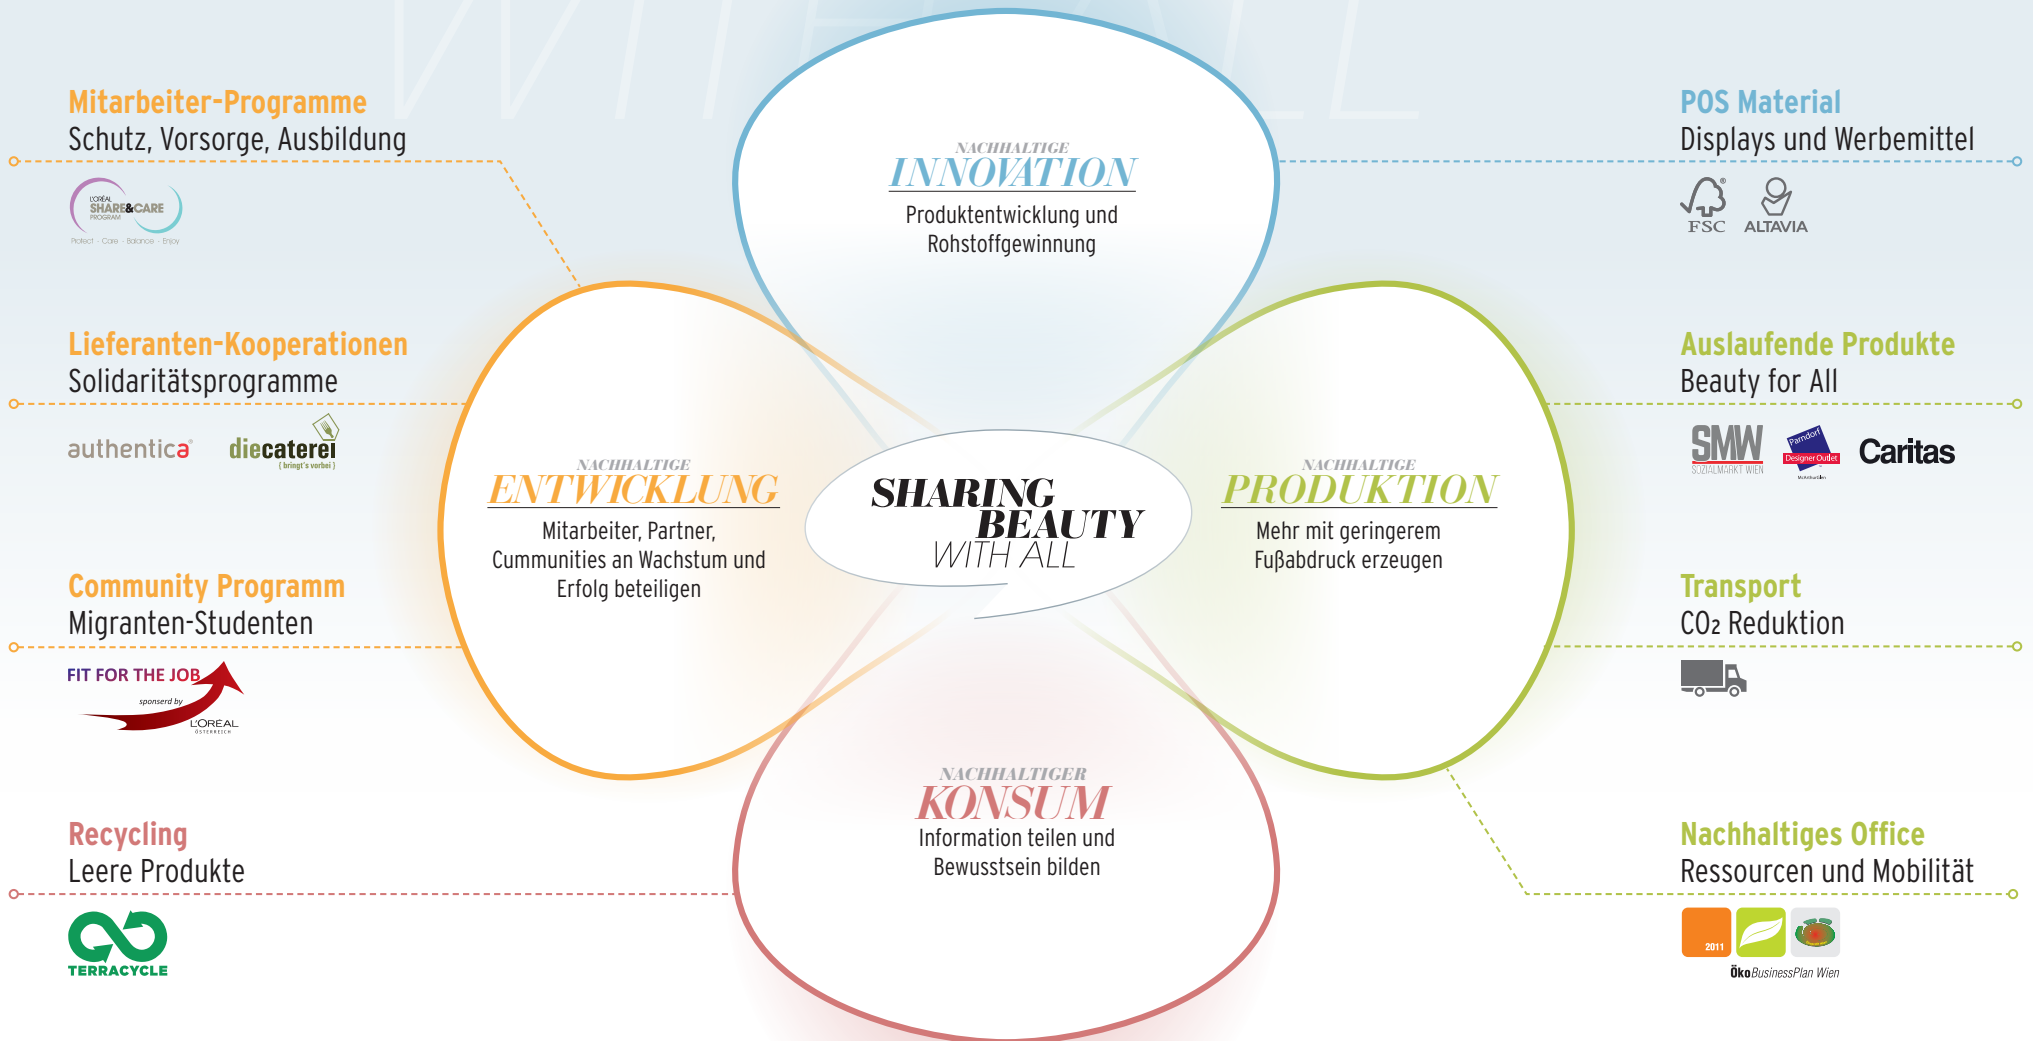 WITH ALL
Mitarbeiter-Programme
Schutz, Vorsorge, Ausbildung
L'ORÉAL
SHARE&CARE
PROGRAM
Protect · Care · Balance · Enjoy
Lieferanten-Kooperationen
Solidaritätsprogramme
authentica®
diecaterei
{ bringt's vorbei }
Community Programm
Migranten-Studenten
FIT FOR THE JOB
sponserd by
L'ORÉAL
ÖSTERREICH
Recycling
Leere Produkte
TERRACYCLE
NACHHALTIGE
INNOVATION
Produktentwicklung und
Rohstoffgewinnung
NACHHALTIGE
ENTWICKLUNG
Mitarbeiter, Partner,
Cummunities an Wachstum und
Erfolg beteiligen
SHARING
BEAUTY
WITH ALL
NACHHALTIGE
PRODUKTION
Mehr mit geringerem
Fußabdruck erzeugen
NACHHALTIGER
KONSUM
Information teilen und
Bewusstsein bilden
POS Material
Displays und Werbemittel
®
FSC
ALTAVIA
Auslaufende Produkte
Beauty for All
SMW
SOZIALMARKT WIEN
Parndorf
Designer Outlet
McArthurGlen
Caritas
Transport
CO₂ Reduktion
Nachhaltiges Office
Ressourcen und Mobilität
2011
ÖkoBusinessPlan Wien